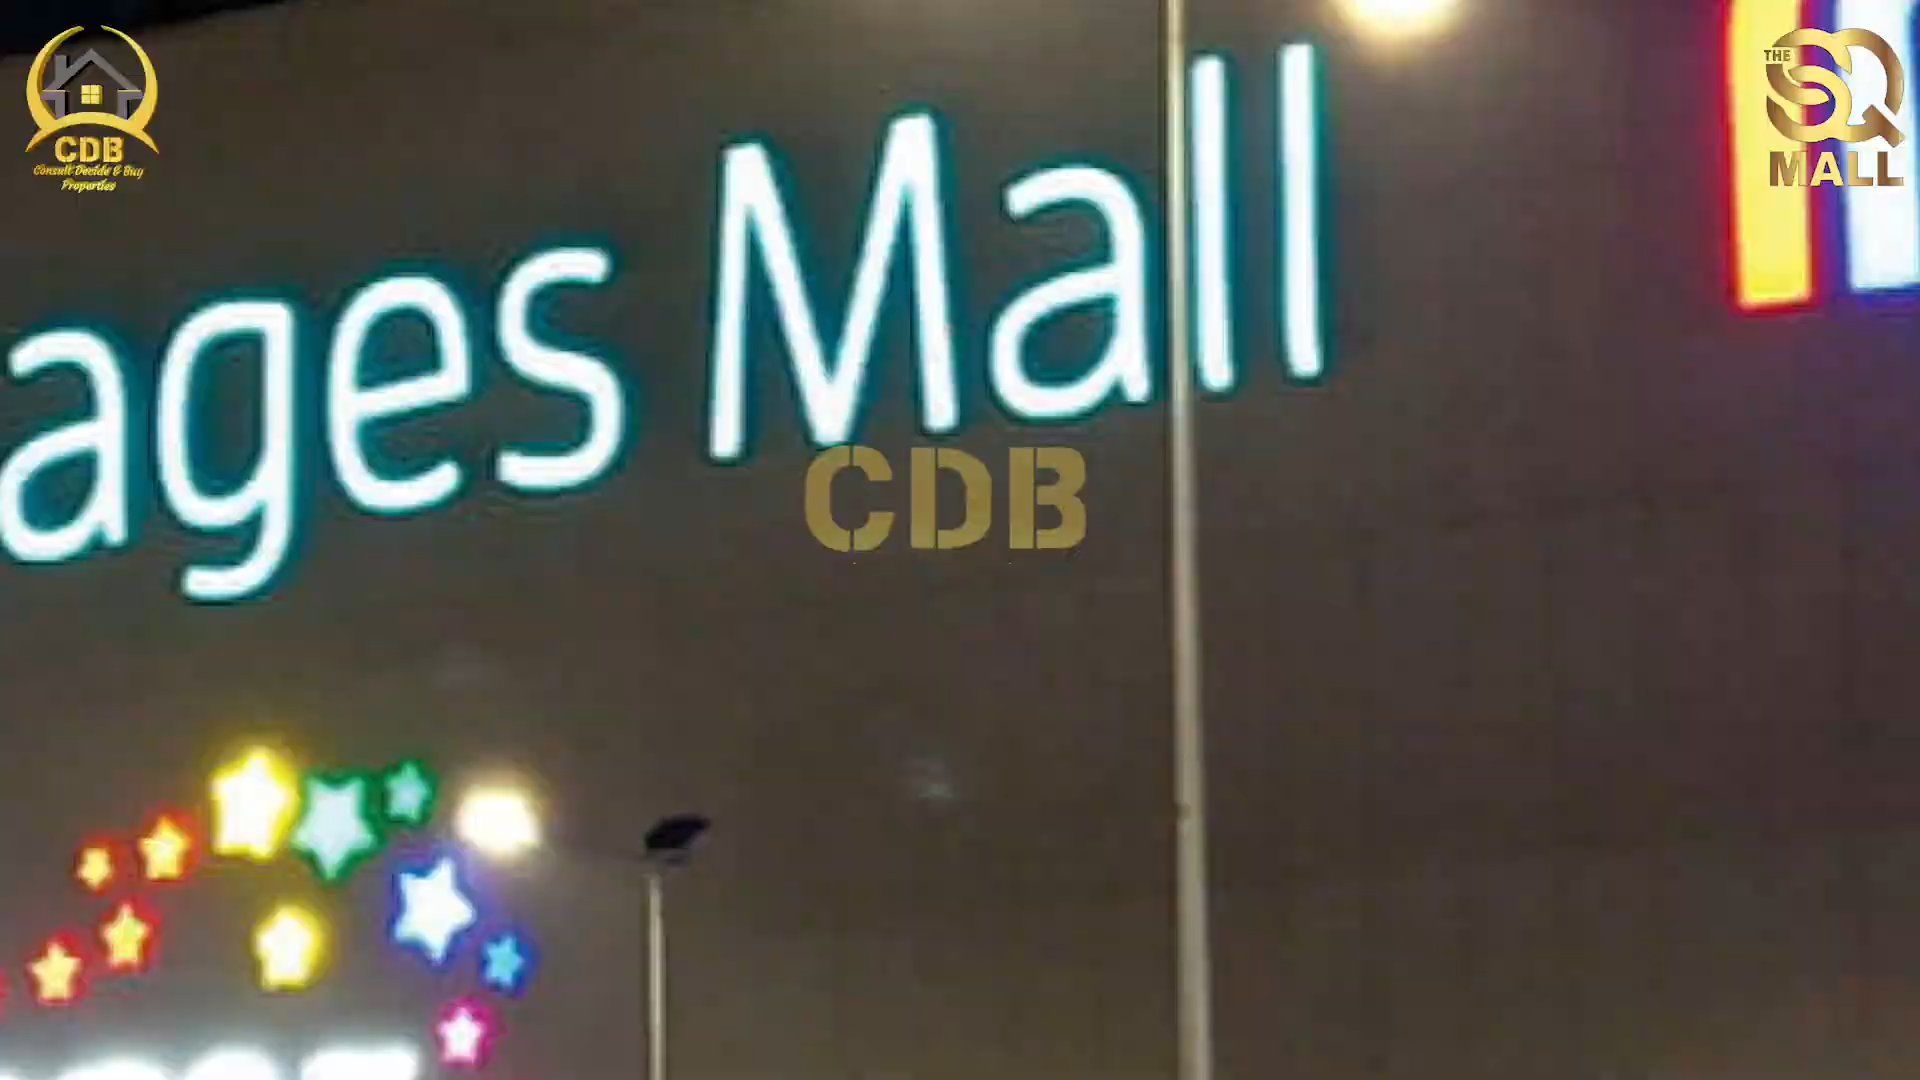 CDB
Consult Decide & Buy
Properties
THE
SQ
MALL
ages Mall
CDB